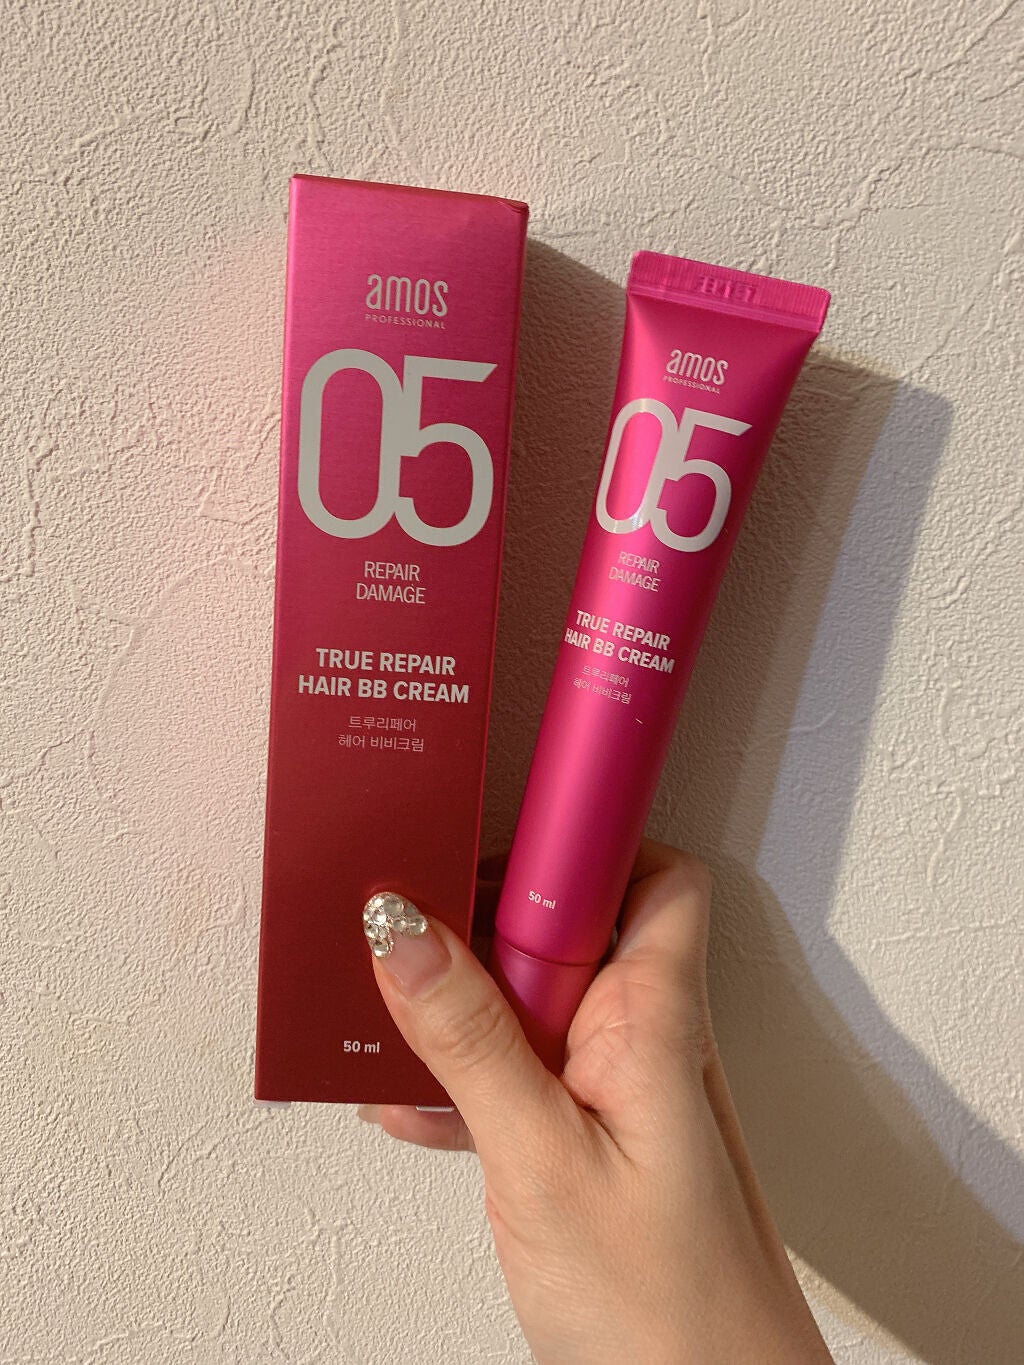 amos
PROFESSIONAL
05
REPAIR
DAMAGE
TRUE REPAIR
HAIR BB CREAM
트루리페어
헤어 비비크림
50 ml
amos
PROFESSIONAL
05
REPAIR
DAMAGE
TRUE REPAIR
HAIR BB CREAM
트루리페어
헤어 비비크림
50 ml